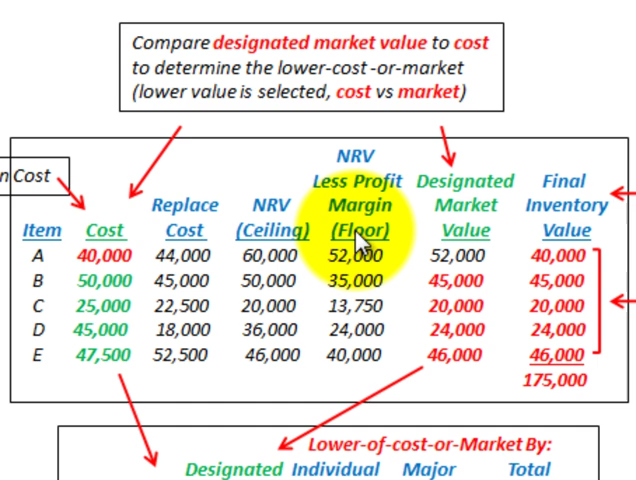 Compare designated market value to cost
to determine the lower-cost-or-market
(lower value is selected, cost vs market)
n Cost
NRV
Less Profit Designated Final
Replace NRV Margin Market Inventory
Item Cost Cost (Ceiling) (Floor) Value Value
A 40,000 44,000 60,000 52,000 52,000 40,000
B 50,000 45,000 50,000 35,000 45,000 45,000
C 25,000 22,500 20,000 13,750 20,000 20,000
D 45,000 18,000 36,000 24,000 24,000 24,000
E 47,500 52,500 46,000 40,000 46,000 46,000
175,000
Lower-of-cost-or-Market By:
Designated Individual Major Total